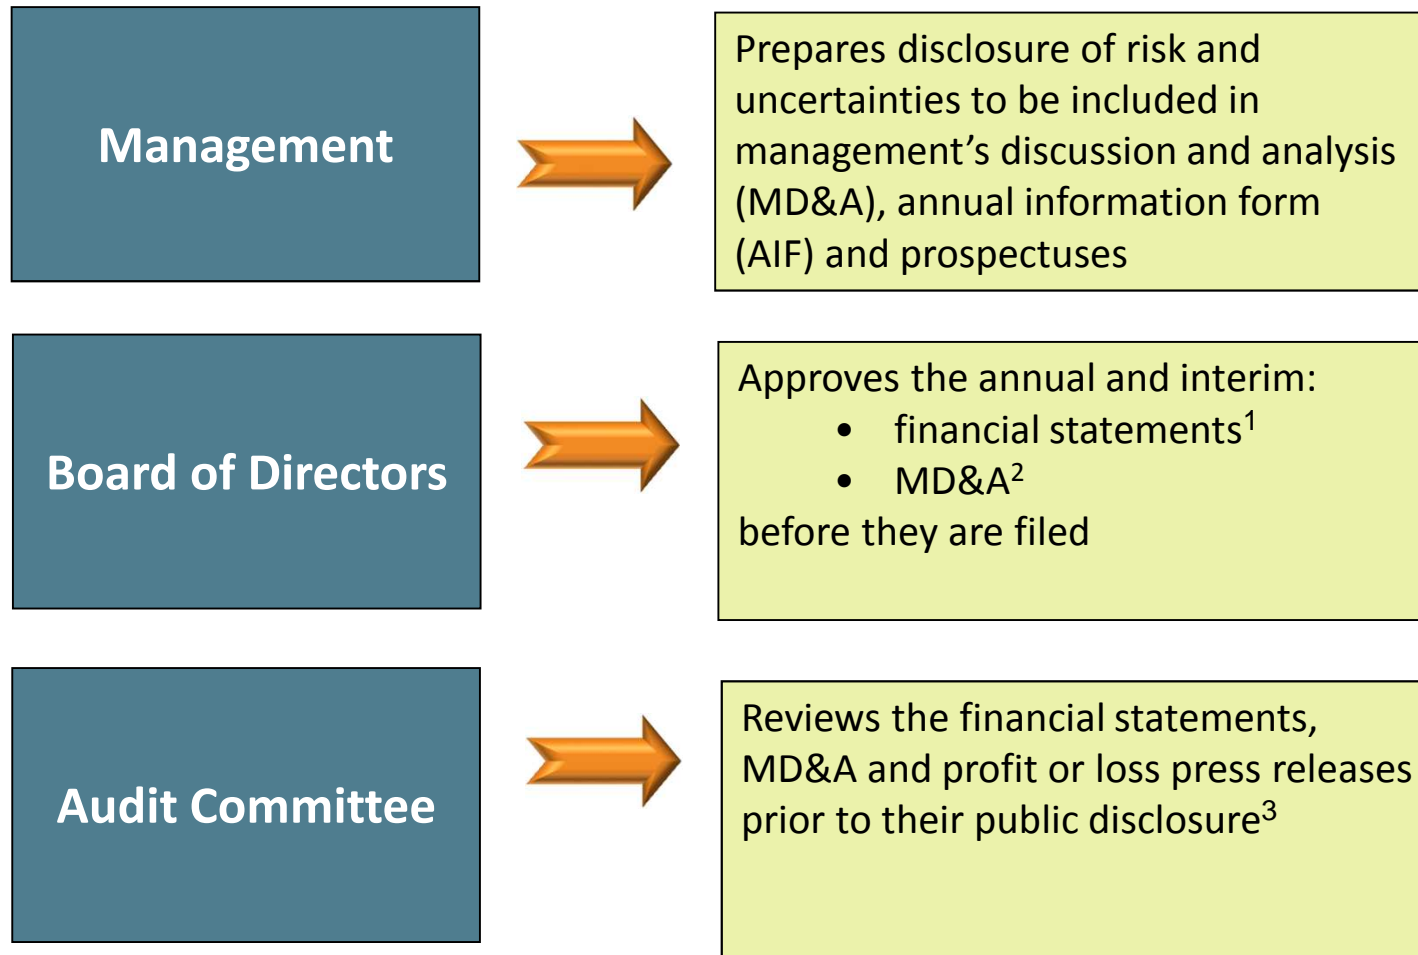 Management
Prepares disclosure of risk and
uncertainties to be included in
management’s discussion and analysis
(MD&A), annual information form
(AIF) and prospectuses
Board of Directors
Approves the annual and interim:
• financial statements¹
• MD&A²
before they are filed
Audit Committee
Reviews the financial statements,
MD&A and profit or loss press releases
prior to their public disclosure³